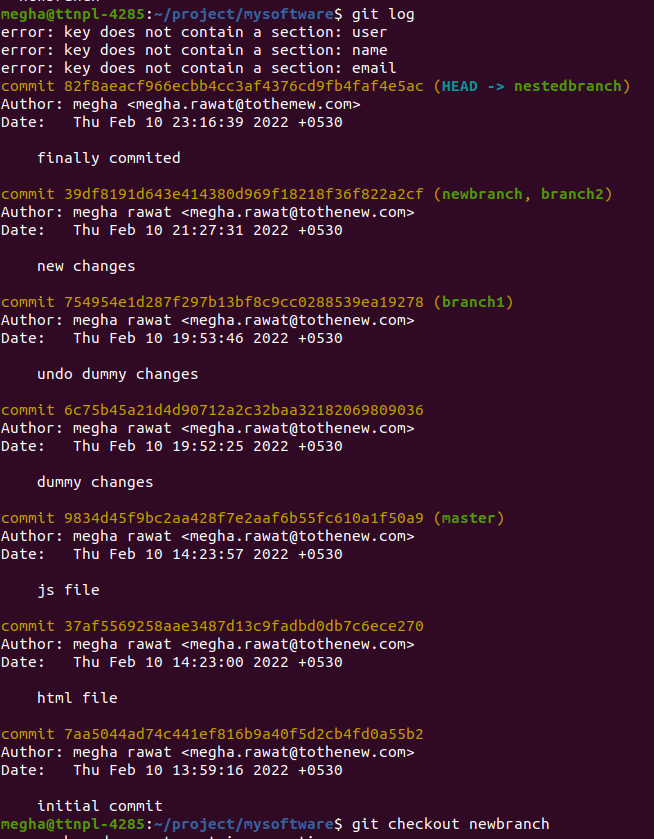 megha@ttnpl-4285:~/project/mysoftware$ git log
error: key does not contain a section: user
error: key does not contain a section: name
error: key does not contain a section: email
commit 82f8aeacf966ecbb4cc3af4376cd9fb4faf4e5ac (HEAD -> nestedbranch)
Author: megha <megha.rawat@tothemew.com>
Date:   Thu Feb 10 23:16:39 2022 +0530
    finally commited
commit 39df8191d643e414380d969f18218f36f822a2cf (newbranch, branch2)
Author: megha rawat <megha.rawat@tothenew.com>
Date:   Thu Feb 10 21:27:31 2022 +0530
    new changes
commit 754954e1d287f297b13bf8c9cc0288539ea19278 (branch1)
Author: megha rawat <megha.rawat@tothenew.com>
Date:   Thu Feb 10 19:53:46 2022 +0530
    undo dummy changes
commit 6c75b45a21d4d90712a2c32baa32182069809036
Author: megha rawat <megha.rawat@tothenew.com>
Date:   Thu Feb 10 19:52:25 2022 +0530
    dummy changes
commit 9834d45f9bc2aa428f7e2aaf6b55fc610a1f50a9 (master)
Author: megha rawat <megha.rawat@tothenew.com>
Date:   Thu Feb 10 14:23:57 2022 +0530
    js file
commit 37af5569258aae3487d13c9fadbd0db7c6ece270
Author: megha rawat <megha.rawat@tothenew.com>
Date:   Thu Feb 10 14:23:00 2022 +0530
    html file
commit 7aa5044ad74c441ef816b9a40f5d2cb4fd0a55b2
Author: megha rawat <megha.rawat@tothenew.com>
Date:   Thu Feb 10 13:59:16 2022 +0530
    initial commit
megha@ttnpl-4285:~/project/mysoftware$ git checkout newbranch